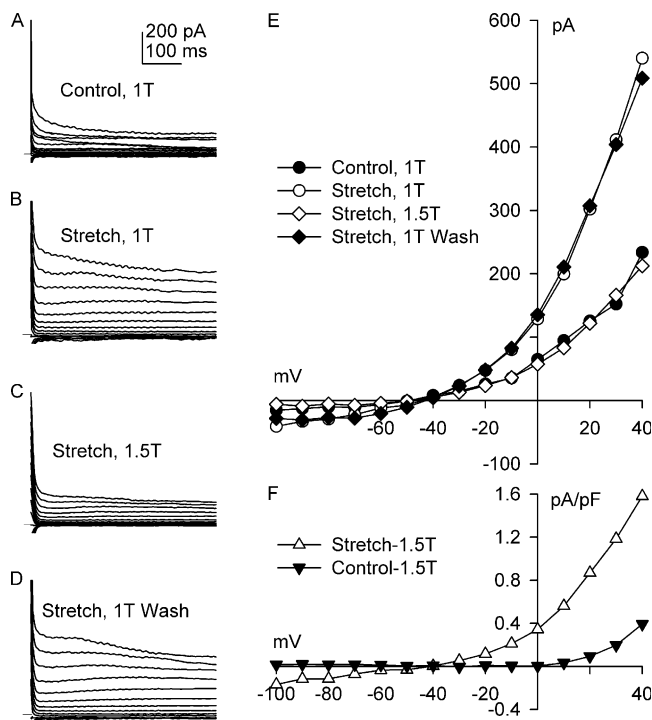 A
200 pA
100 ms
Control, 1T
B
Stretch, 1T
C
Stretch, 1.5T
D
Stretch, 1T Wash
E
pA
600
500
400
300
200
-100
Control, 1T
Stretch, 1T
Stretch, 1.5T
Stretch, 1T Wash
mV
-60 -40 -20 20 40
F
pA/pF
1.6
1.2
0.8
0.4
-0.4
Stretch-1.5T
Control-1.5T
mV
-100 -80 -60 -40 -20 20 40